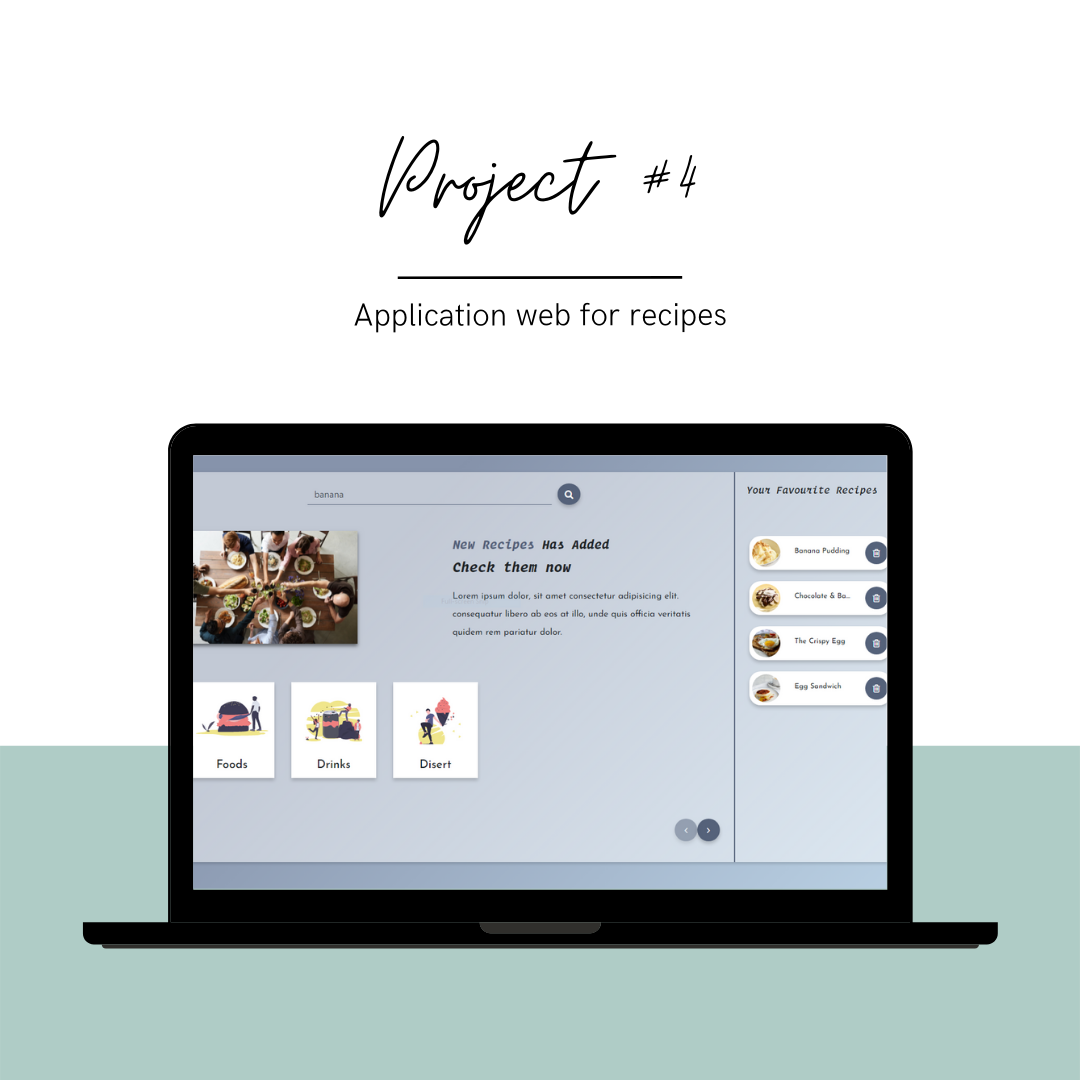 Project #4
Application web for recipes
banana
New Recipes Has Added
Check them now
Lorem ipsum dolor, sit amet consectetur adipisicing elit.
consequatur libero ab eos at illo, unde quis officia veritatis
quidem rem pariatur dolor.
Foods
Drinks
Disert
Your Favourite Recipes
Banana Pudding
Chocolate & Ba...
The Crispy Egg
Egg Sandwich